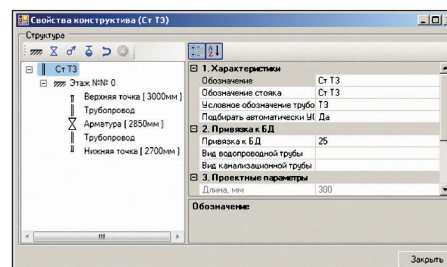 Свойства конструктива (Ст Т3)
Структура
Ст Т3
Этаж №№ 0
Верхняя точка [ 3000мм ]
Трубопровод
Арматура [ 2850мм ]
Трубопровод
Нижняя точка [ 2700мм ]
1. Характеристики
Обозначение Ст Т3
Обозначение стояка Ст Т3
Условное обозначение трубо Т3
Подбирать автоматически УГ Да
2. Привязка к БД
Привязка к БД 25
Вид водопроводной трубы
Вид канализационной трубы
3. Проектные параметры
Длина, мм 300
Обозначение
Закрыть